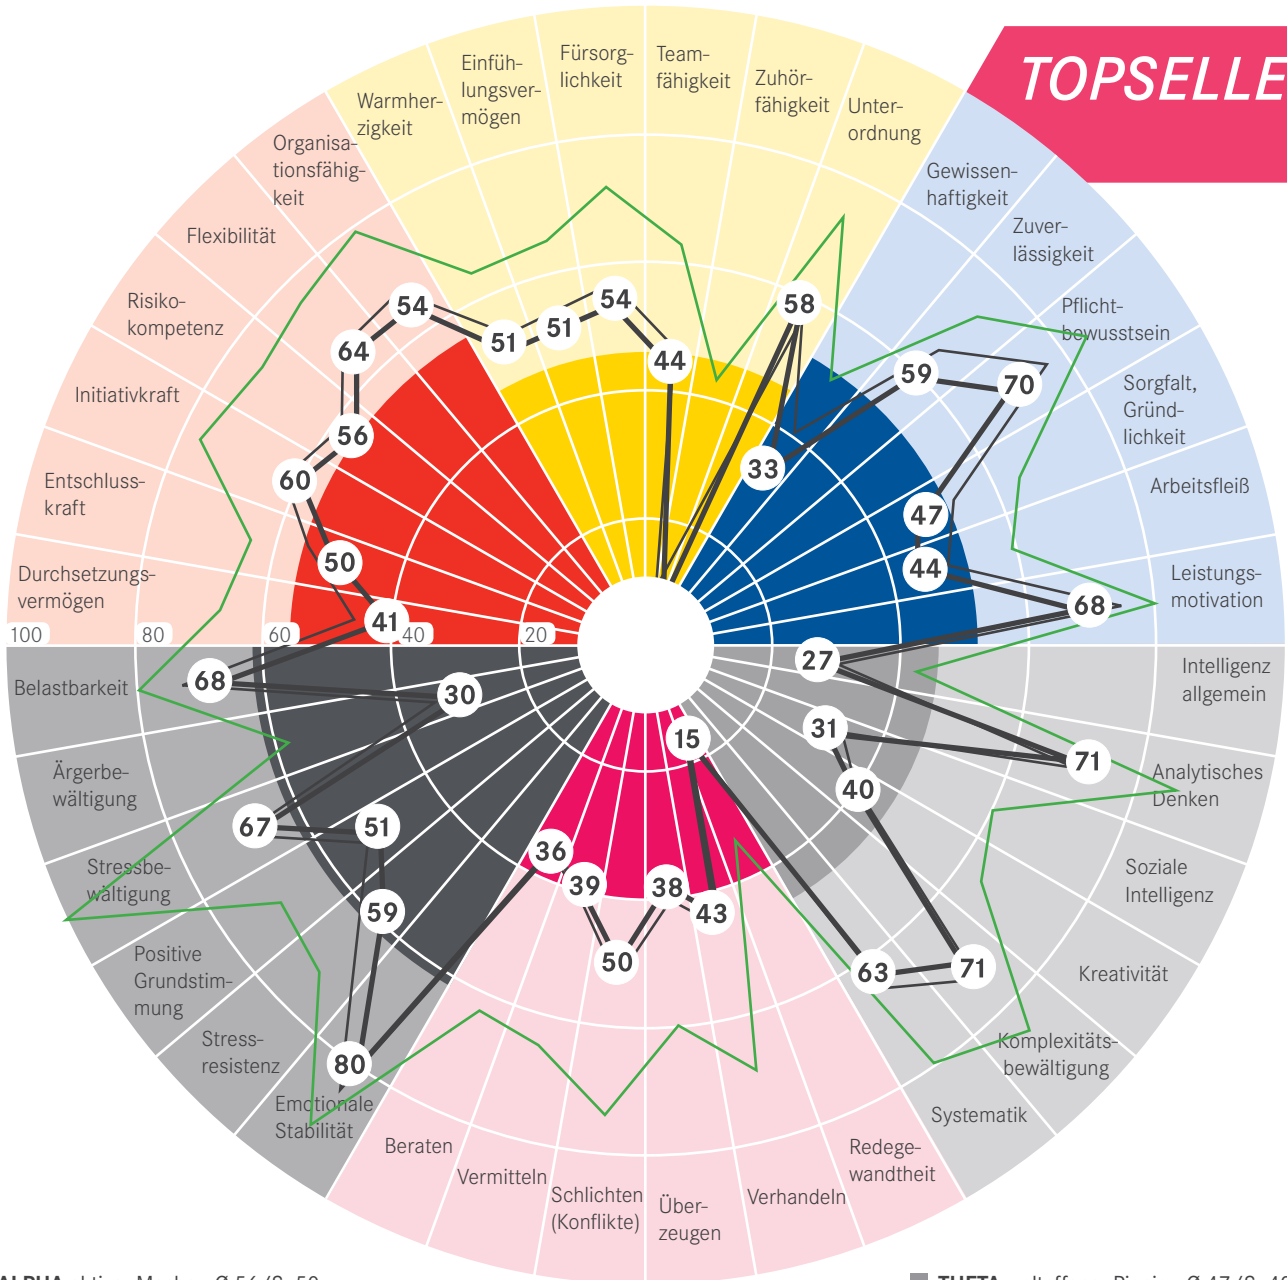 TOPSELLE
Fürsorg-
lichkeit
Team-
fähigkeit
Zuhör-
fähigkeit
Unter-
ordnung
Gewissen-
haftigkeit
Zuver-
lässigkeit
Pflicht-
bewusstsein
Sorgfalt,
Gründ-
lichkeit
Arbeitsfleiß
Leistungs-
motivation
Intelligenz
allgemein
Analytisches
Denken
Soziale
Intelligenz
Kreativität
Komplexitäts-
bewältigung
Systematik
Redege-
wandtheit
Verhandeln
Über-
zeugen
Schlichten
(Konflikte)
Vermitteln
Beraten
Emotionale
Stabilität
Stress-
resistenz
Positive
Grundstim-
mung
Stressbe-
wältigung
Ärgerbe-
wältigung
Belastbarkeit
Durchsetzungs-
vermögen
Entschluss-
kraft
Initiativkraft
Risiko-
kompetenz
Flexibilität
Organisa-
tionsfähig-
keit
Warmher-
zigkeit
Einfüh-
lungsver-
mögen
100
80
60
40
20
54
44
58
33
59
70
47
44
68
27
71
31
40
71
63
15
43
38
50
39
36
80
59
51
67
30
68
41
50
60
56
64
54
51
51